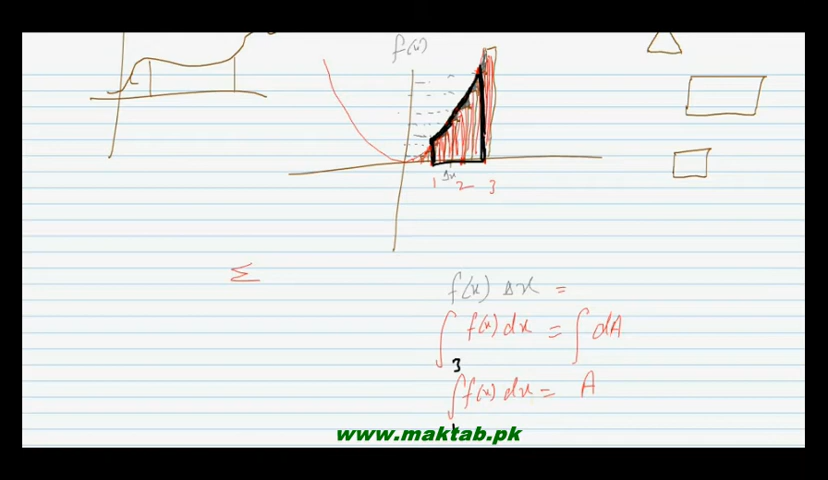 f(x)
1 Δx 2 3
Σ
f(x) Δx =
∫ f(x) dx = ∫ dA
3
∫ f(x) dx = A
1
www.maktab.pk